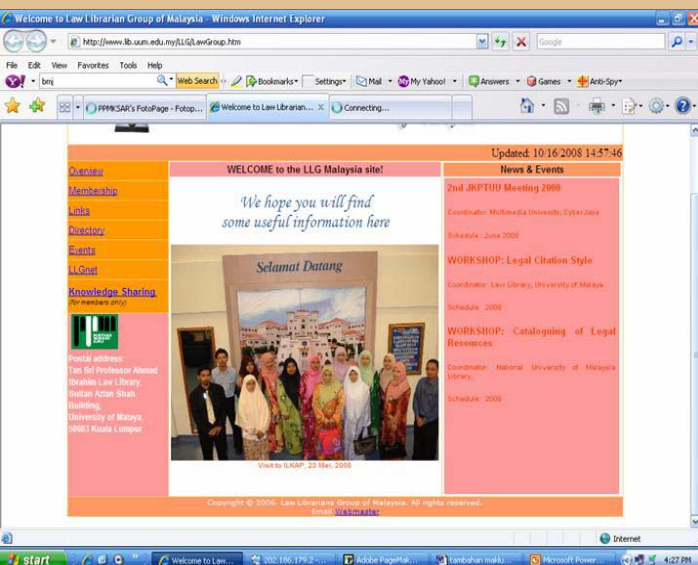 Welcome to Law Librarian Group of Malaysia - Windows Internet Explorer
http://www.lib.uum.edu.my/LLG/LawGroup.htm
Google
File Edit View Favorites Tools Help
bmj Web Search Bookmarks Settings Mail My Yahoo! Answers Games Anti-Spy
PPMKSAR's FotoPage - Fotop... Welcome to Law Librarian... Connecting...
Updated: 10/16/2008 14:57:46
Overview
Membership
Links
Directory
Events
LLGnet
Knowledge Sharing
(for members only)
Postal address:
Tan Sri Professor Ahmad
Ibrahim Law Library,
Sultan Azlan Shah
Building,
University of Malaya,
50603 Kuala Lumpur
WELCOME to the LLG Malaysia site!
We hope you will find
some useful information here
Selamat Datang
Visit to ILKAP, 23 Mei, 2008
News & Events
2nd JKPTUU Meeting 2008
Coordinator: Multimedia University, Cyberjaya
Schedule: June 2008
WORKSHOP: Legal Citation Style
Coordinator: Law Library, University of Malaya
Schedule: 2008
WORKSHOP: Cataloguing of Legal
Resources
Coordinator: National University of Malaysia
Library,
Schedule: 2008
Copyright © 2006. Law Librarians Group of Malaysia. All rights reserved.
Email Webmaster
Internet
start Welcome to Law... 202.186.179.2 -... Adobe PageMak... tambahan maklu... Microsoft Power... 4:27 PM